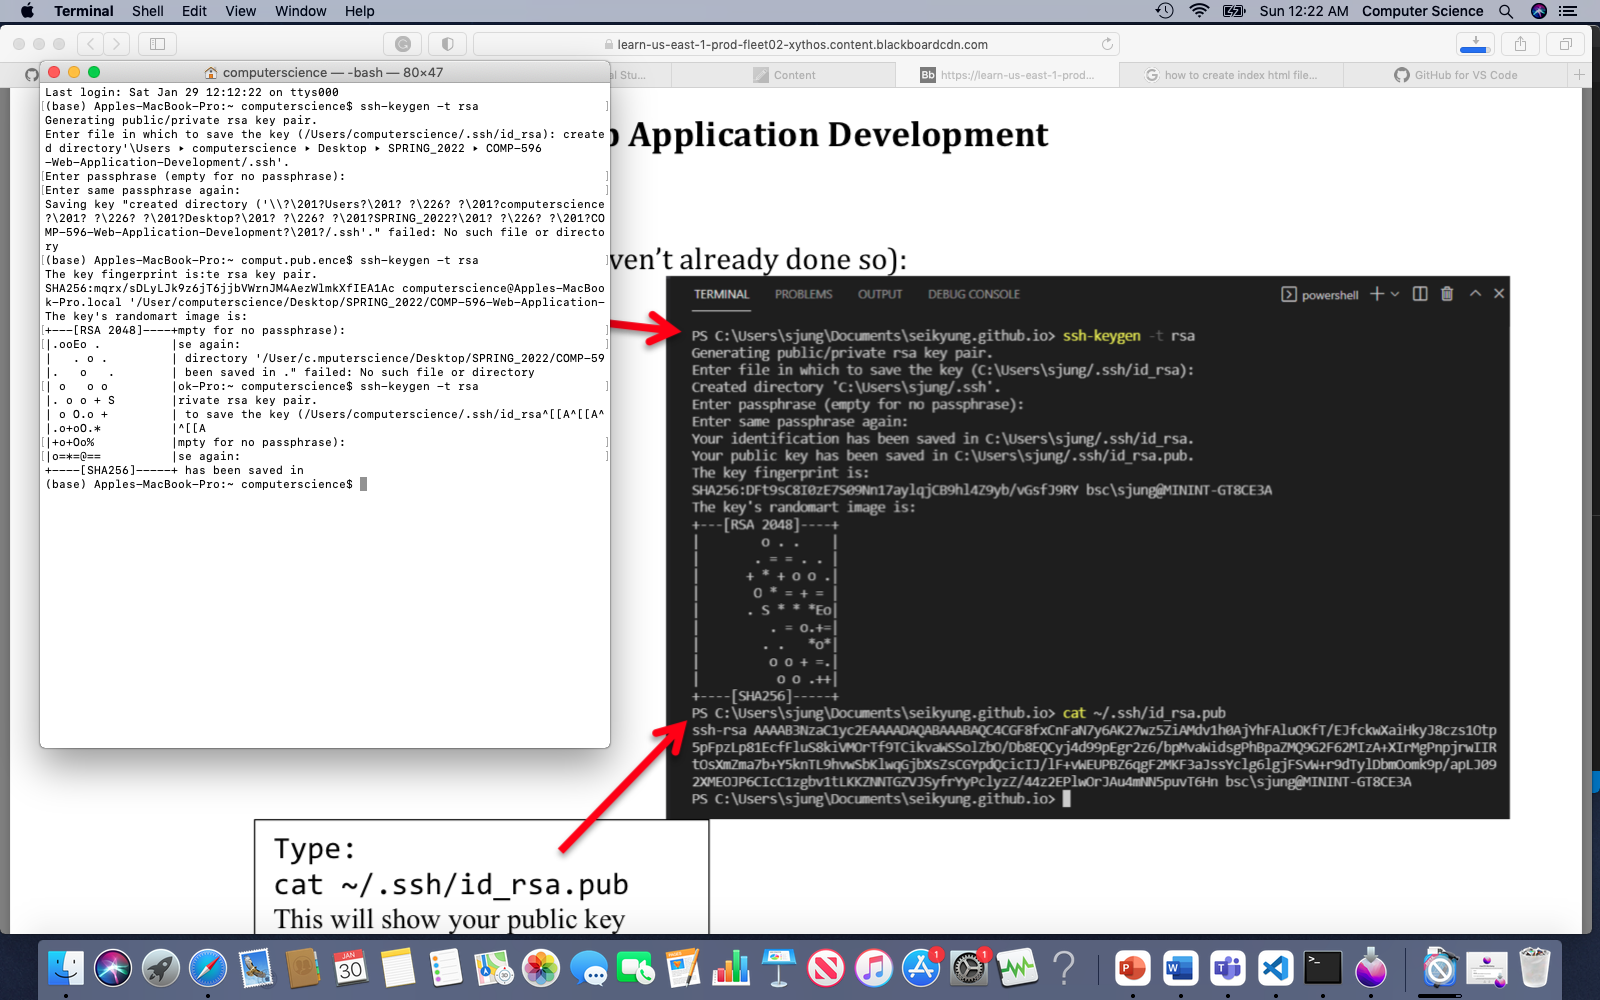 Terminal Shell Edit View Window Help
Sun 12:22 AM Computer Science
learn-us-east-1-prod-fleet02-xythos.content.blackboardcdn.com
al Stu...
Content
Bb https://learn-us-east-1-prod...
G how to create index html file...
GitHub for VS Code
computerscience — -bash — 80×47
Last login: Sat Jan 29 12:12:22 on ttys000
[(base) Apples-MacBook-Pro:~ computerscience$ ssh-keygen -t rsa ]
Generating public/private rsa key pair.
Enter file in which to save the key (/Users/computerscience/.ssh/id_rsa): create
d directory'\Users ▸ computerscience ▸ Desktop ▸ SPRING_2022 ▸ COMP-596
-Web-Application-Development/.ssh'.
[Enter passphrase (empty for no passphrase): ]
[Enter same passphrase again: ]
Saving key "created directory ('\\?\201?Users?\201? ?\226? ?\201?computerscience
?\201? ?\226? ?\201?Desktop?\201? ?\226? ?\201?SPRING_2022?\201? ?\226? ?\201?CO
MP-596-Web-Application-Development?\201?/.ssh'." failed: No such file or directo
ry
[(base) Apples-MacBook-Pro:~ comput.pub.ence$ ssh-keygen -t rsa ]
The key fingerprint is:te rsa key pair.
SHA256:mqrx/sDLyLJk9z6jT6jjbVWrnJM4AezWlmkXfIEA1Ac computerscience@Apples-MacBoo
k-Pro.local '/User/computerscience/Desktop/SPRING_2022/COMP-596-Web-Application-
The key's randomart image is:
[+---[RSA 2048]----+mpty for no passphrase): ]
[|.ooEo . |se again: ]
| . o . | directory '/User/c.mputerscience/Desktop/SPRING_2022/COMP-59
|. o . | been saved in ." failed: No such file or directory
[| o o o |ok-Pro:~ computerscience$ ssh-keygen -t rsa ]
|. o o + S |rivate rsa key pair.
| o O.o + | to save the key (/Users/computerscience/.ssh/id_rsa^[[A^[[A^
|.o+oO.* |^[[A
[|+o+Oo% |mpty for no passphrase): ]
[|o=*=@== |se again: ]
+----[SHA256]-----+ has been saved in
(base) Apples-MacBook-Pro:~ computerscience$
Application Development
ven't already done so):
TERMINAL PROBLEMS OUTPUT DEBUG CONSOLE
powershell
PS C:\Users\sjung\Documents\seikyung.github.io> ssh-keygen -t rsa
Generating public/private rsa key pair.
Enter file in which to save the key (C:\Users\sjung/.ssh/id_rsa):
Created directory 'C:\Users\sjung/.ssh'.
Enter passphrase (empty for no passphrase):
Enter same passphrase again:
Your identification has been saved in C:\Users\sjung/.ssh/id_rsa.
Your public key has been saved in C:\Users\sjung/.ssh/id_rsa.pub.
The key fingerprint is:
SHA256:DFt9sC8I0zE7S09Nn17aylqjCB9hl4Z9yb/vGsfJ9RY bsc\sjung@MININT-GT8CE3A
The key's randomart image is:
+---[RSA 2048]----+
| o . . |
| . = = . . |
| + * + o o .|
| O * = + = |
| . S * * *Eo|
| . = o.+=|
| . . *o*|
| o o + =.|
| o o .++|
+----[SHA256]-----+
PS C:\Users\sjung\Documents\seikyung.github.io> cat ~/.ssh/id_rsa.pub
ssh-rsa AAAAB3NzaC1yc2EAAAADAQABAAABAQC4CGF8fxCnFaN7y6AK27wz5ZiAMdv1h0AjYhFAluOKfT/EJfckwXaiHkyJ8czs1Otp
5pFpzLp81EcfFluS8kiVMOrTf9TCikvaWSSolZbO/Db8EQCyj4d99pEgr2z6/bpMvaWidsgPhBpaZMQ9G2F62MIzA+XIrMgPnpjrwIIR
tOsXmZma7b+Y5knTL9hvwSbKlwqGjbXsZsCGYpdQcicIJ/lF+vWEUPBZ6qgF2MKF3aJssYclg6lgjFSvW+r9dTylDbmOomk9p/apLJ09
2XMEOJP6CIcC1zgbv1tLKKZNNTGZVJSyfrYyPclyzZ/44z2EPlwOrJAu4mNN5puvT6Hn bsc\sjung@MININT-GT8CE3A
PS C:\Users\sjung\Documents\seikyung.github.io>
Type:
cat ~/.ssh/id_rsa.pub
This will show your public key
JAN
30
1
1